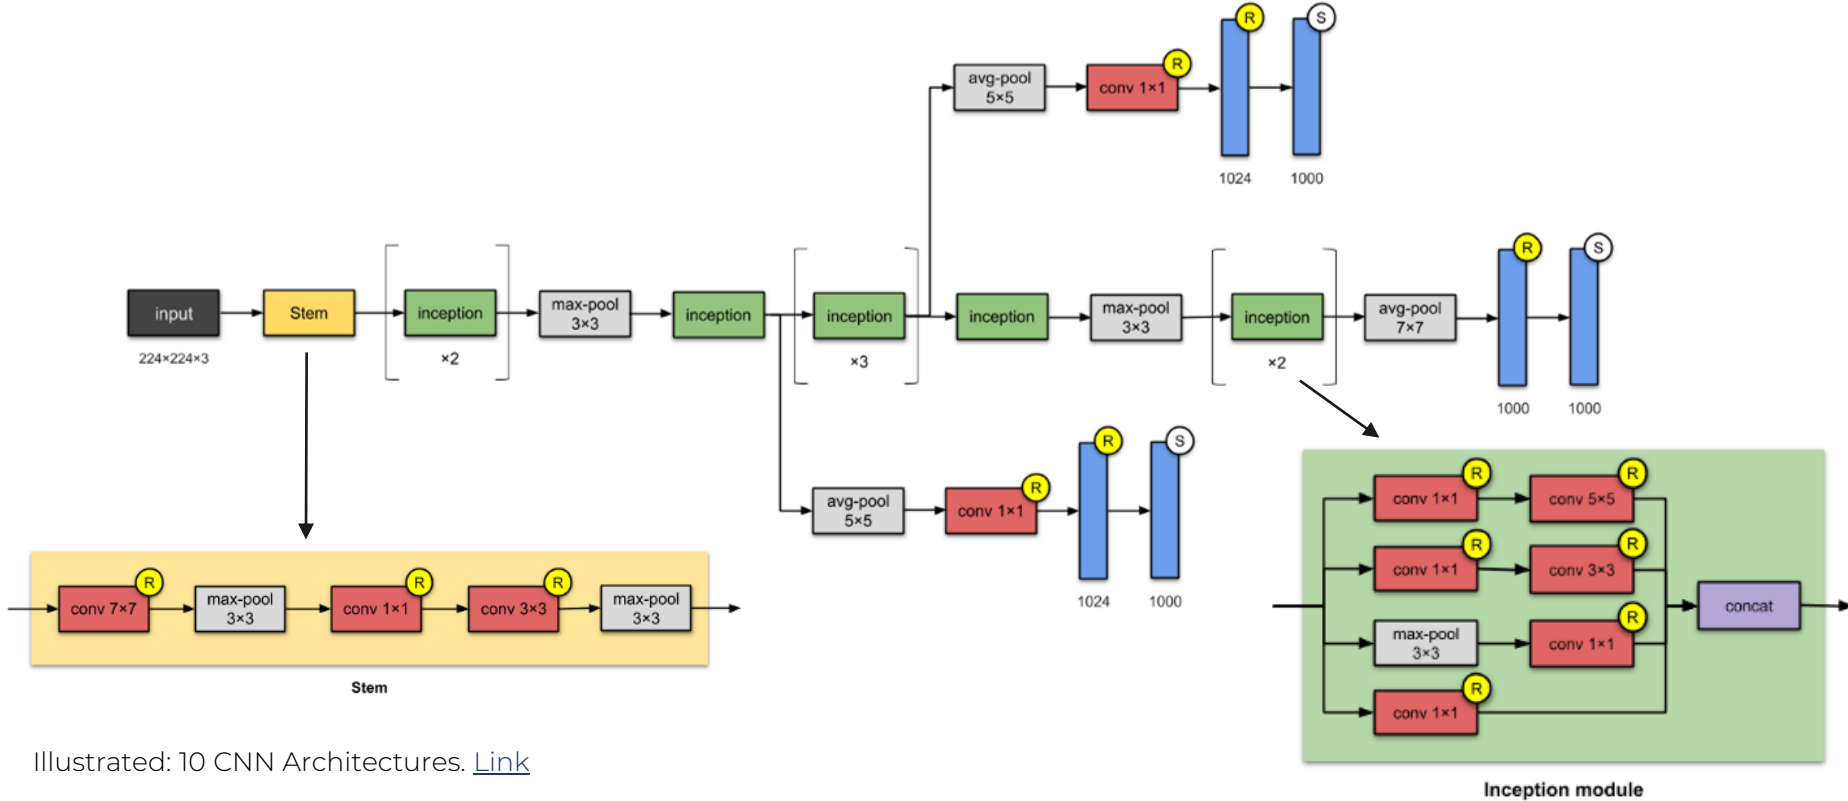 avg-pool
5×5
conv 1×1
R
R
S
1024
1000
input
224×224×3
Stem
inception
×2
max-pool
3×3
inception
inception
×3
inception
max-pool
3×3
inception
×2
avg-pool
7×7
R
S
1000
1000
avg-pool
5×5
conv 1×1
R
R
S
1024
1000
conv 7×7
R
max-pool
3×3
conv 1×1
R
conv 3×3
R
max-pool
3×3
Stem
conv 1×1
R
conv 5×5
R
conv 1×1
R
conv 3×3
R
max-pool
3×3
conv 1×1
R
conv 1×1
R
concat
Inception module
Illustrated: 10 CNN Architectures. Link